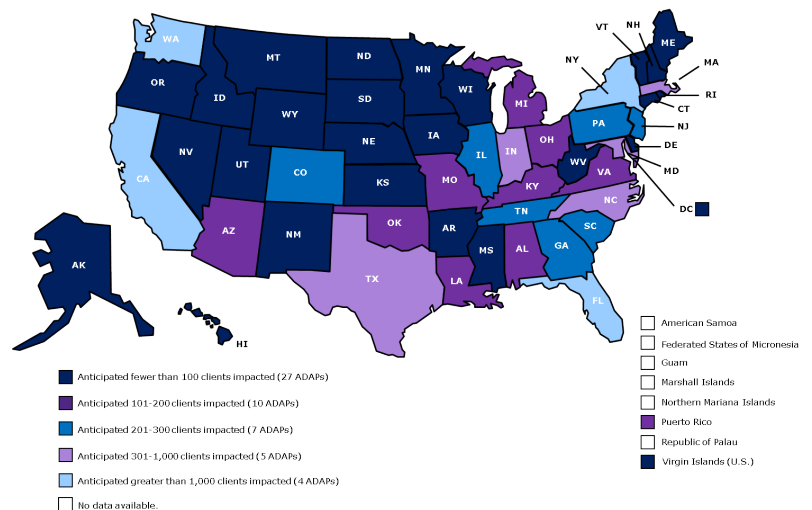 WA
OR
CA
NV
ID
MT
WY
UT
AZ
CO
NM
ND
SD
NE
KS
OK
TX
MN
IA
MO
AR
LA
WI
IL
MI
IN
OH
KY
TN
MS
AL
GA
FL
SC
NC
VA
WV
PA
NY
VT
NH
ME
MA
RI
CT
NJ
DE
MD
DC
AK
HI
American Samoa
Federated States of Micronesia
Guam
Marshall Islands
Northern Mariana Islands
Puerto Rico
Republic of Palau
Virgin Islands (U.S.)
Anticipated fewer than 100 clients impacted (27 ADAPs)
Anticipated 101-200 clients impacted (10 ADAPs)
Anticipated 201-300 clients impacted (7 ADAPs)
Anticipated 301-1,000 clients impacted (5 ADAPs)
Anticipated greater than 1,000 clients impacted (4 ADAPs)
No data available.